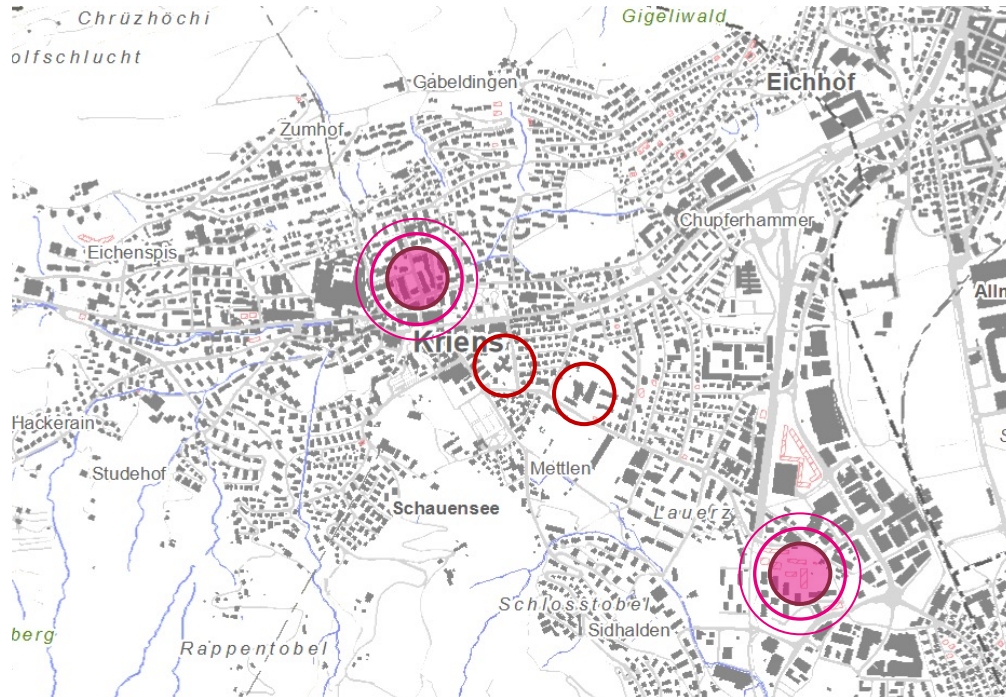 Chrüzhöchi
Gigeliwald
olfschlucht
Eichhof
Gabeldingen
Zumhof
Chupferhammer
Eichenspis
Allm
Kriens
Hackerain
Studehof
Mettlen
Schauensee
Lauerz
Schlosstobel
Sidhalden
berg
Rappentobel